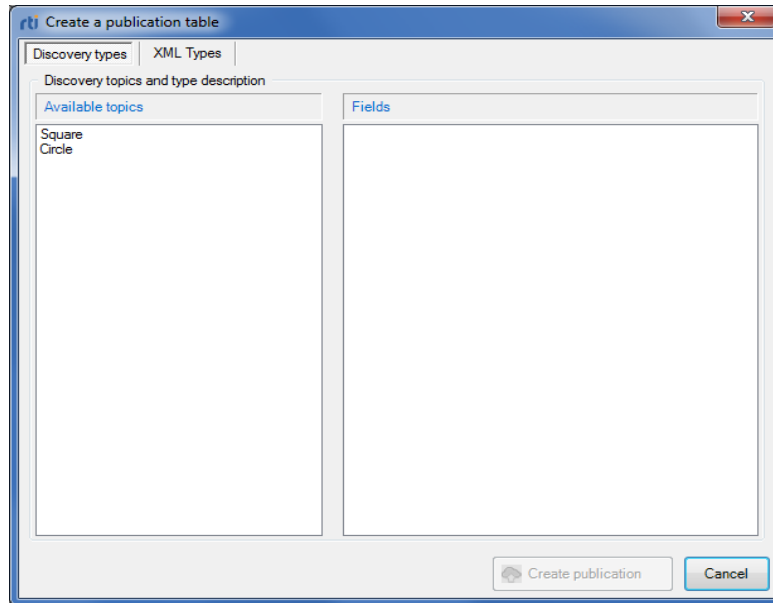 rti Create a publication table
Discovery types XML Types
Discovery topics and type description
Available topics Fields
Square
Circle
Create publication Cancel